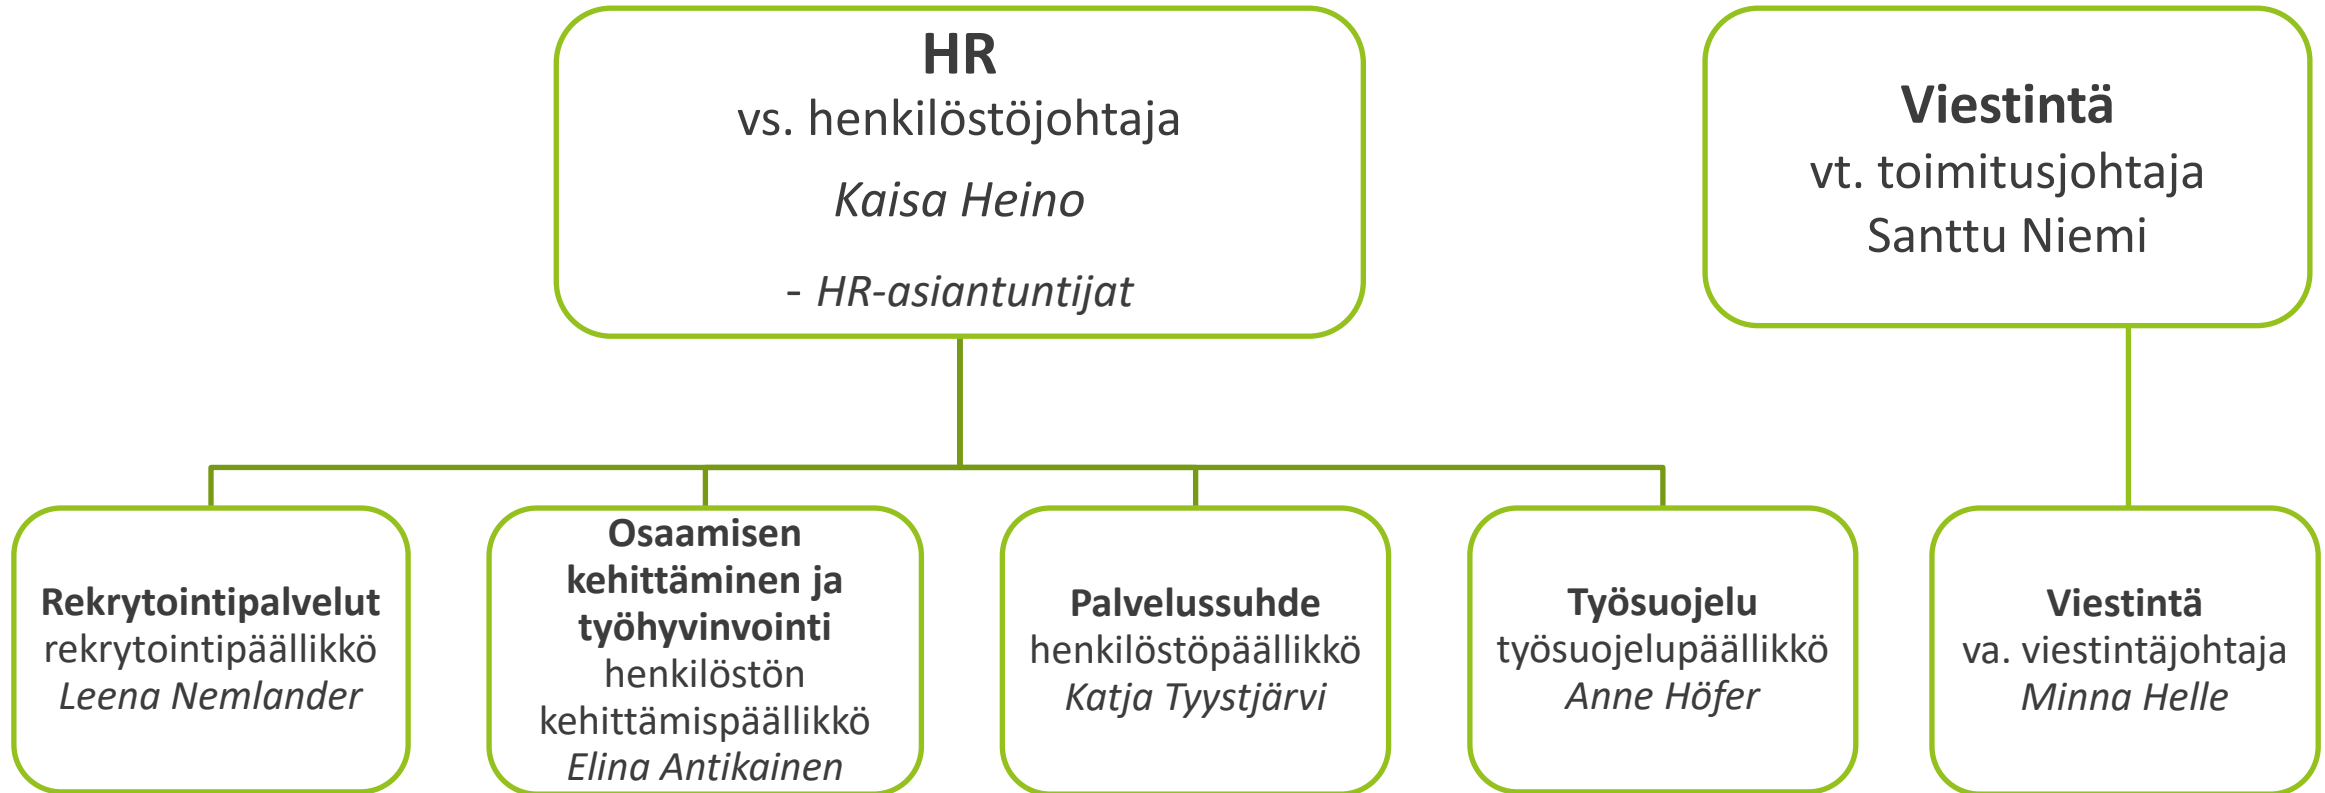 HR
vs. henkilöstöjohtaja
Kaisa Heino
- HR-asiantuntijat
Viestintä
vt. toimitusjohtaja
Santtu Niemi
Rekrytointipalvelut
rekrytointipäällikkö
Leena Nemlander
Osaamisen
kehittäminen ja
työhyvinvointi
henkilöstön
kehittämispäällikkö
Elina Antikainen
Palvelussuhde
henkilöstöpäällikkö
Katja Tyystjärvi
Työsuojelu
työsuojelupäällikkö
Anne Höfer
Viestintä
va. viestintäjohtaja
Minna Helle